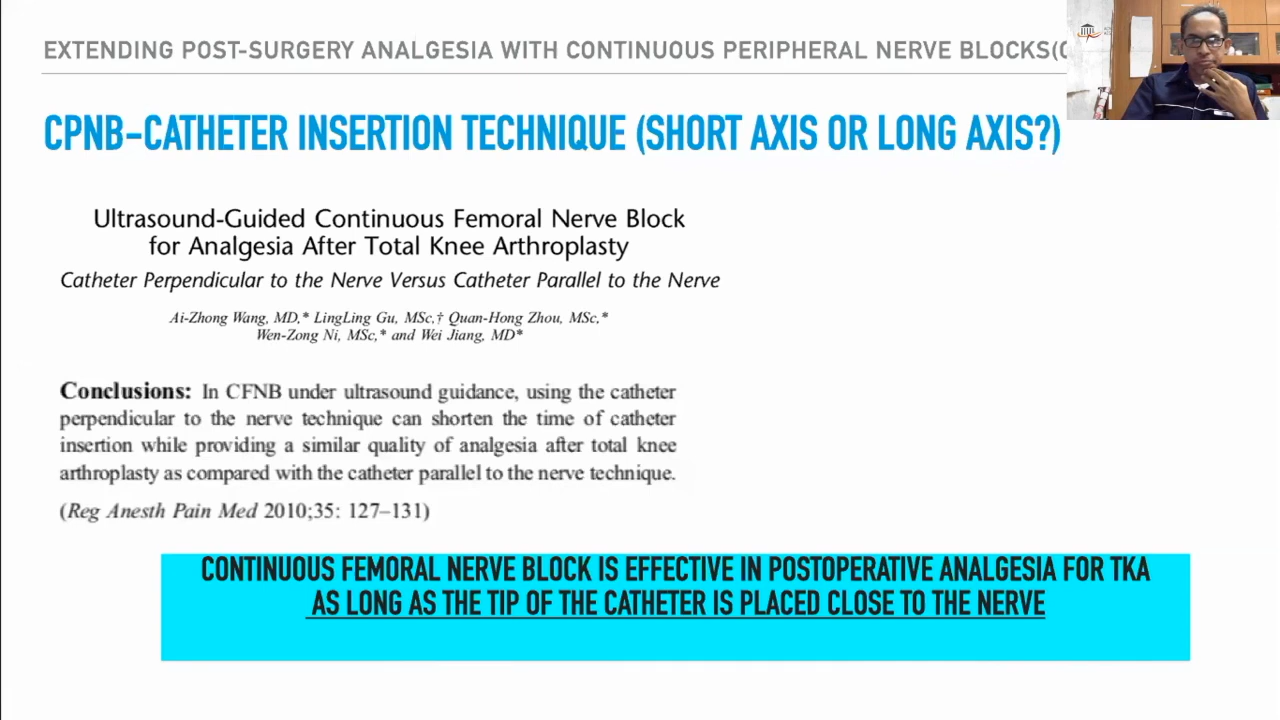 EXTENDING POST-SURGERY ANALGESIA WITH CONTINUOUS PERIPHERAL NERVE BLOCKS(
CPNB-CATHETER INSERTION TECHNIQUE (SHORT AXIS OR LONG AXIS?)
Ultrasound-Guided Continuous Femoral Nerve Block
for Analgesia After Total Knee Arthroplasty
Catheter Perpendicular to the Nerve Versus Catheter Parallel to the Nerve
Ai-Zhong Wang, MD,* LingLing Gu, MSc,† Quan-Hong Zhou, MSc,*
Wen-Zong Ni, MSc,* and Wei Jiang, MD*
Conclusions: In CFNB under ultrasound guidance, using the catheter
perpendicular to the nerve technique can shorten the time of catheter
insertion while providing a similar quality of analgesia after total knee
arthroplasty as compared with the catheter parallel to the nerve technique.
(Reg Anesth Pain Med 2010;35: 127–131)
CONTINUOUS FEMORAL NERVE BLOCK IS EFFECTIVE IN POSTOPERATIVE ANALGESIA FOR TKA
AS LONG AS THE TIP OF THE CATHETER IS PLACED CLOSE TO THE NERVE